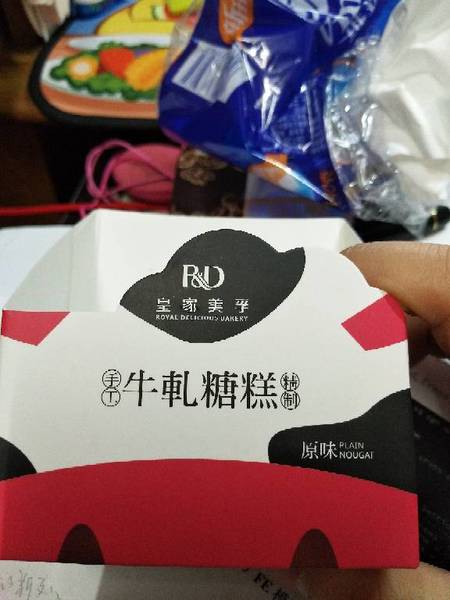 R&D
皇家美孚
ROYAL DELICIOUS BAKERY
手工 牛軋糖糕 精制
原味 PLAIN NOUGAT